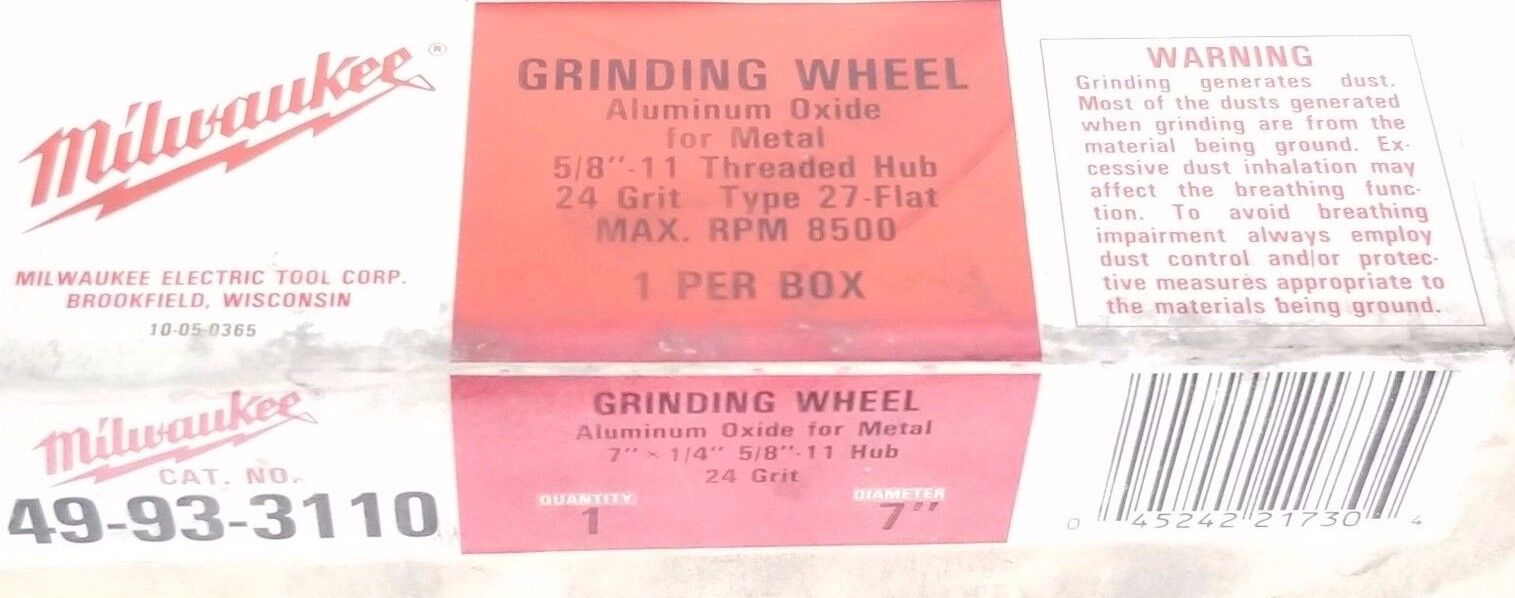 Milwaukee®
MILWAUKEE ELECTRIC TOOL CORP.
BROOKFIELD, WISCONSIN
10-05-0365
GRINDING WHEEL
Aluminum Oxide
for Metal
5/8"-11 Threaded Hub
24 Grit Type 27-Flat
MAX. RPM 8500
1 PER BOX
WARNING
Grinding generates dust.
Most of the dusts generated
when grinding are from the
material being ground. Ex-
cessive dust inhalation may
affect the breathing func-
tion. To avoid breathing
impairment always employ
dust control and/or protec-
tive measures appropriate to
the materials being ground.
Milwaukee
CAT. NO.
49-93-3110
GRINDING WHEEL
Aluminum Oxide for Metal
7" × 1/4" 5/8"-11 Hub
24 Grit
QUANTITY
1
DIAMETER
7"
0 45242 21730 4